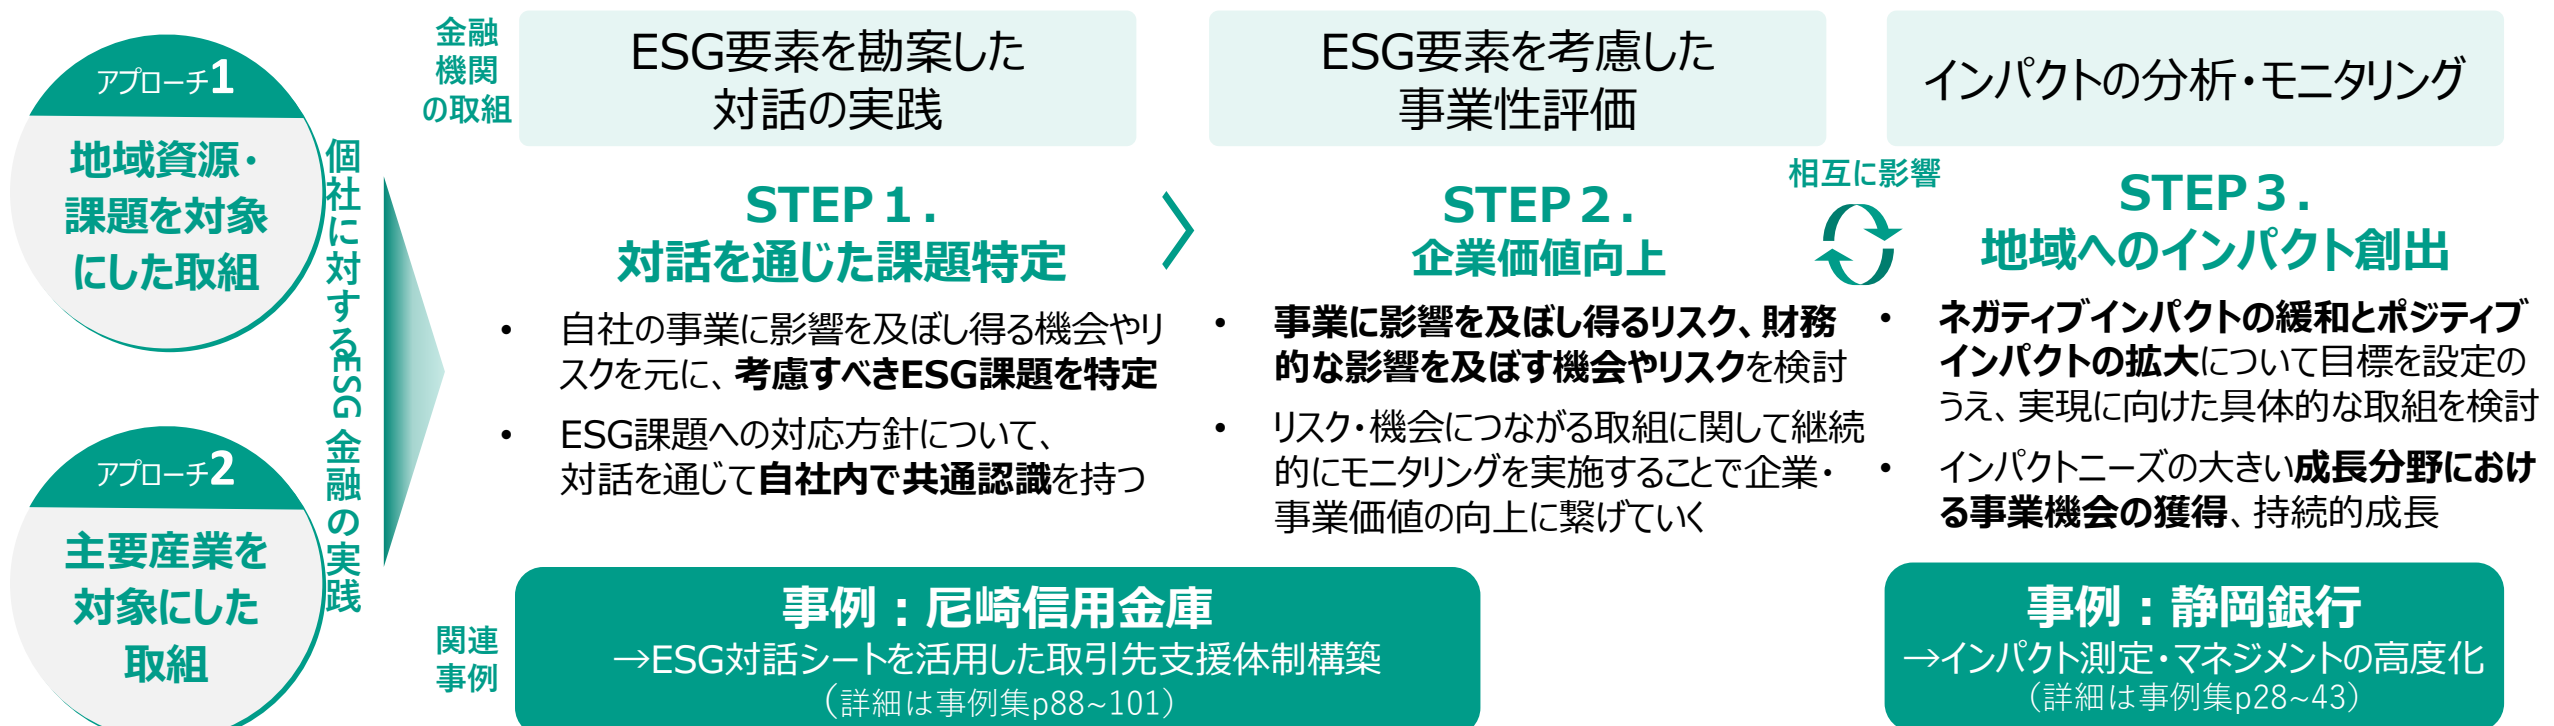 アプローチ1
地域資源・
課題を対象
にした取組
アプローチ2
主要産業を
対象にした
取組
個社に対するESG金融の実践
金融
機関
の取組
ESG要素を勘案した
対話の実践
ESG要素を考慮した
事業性評価
インパクトの分析・モニタリング
STEP１.
対話を通じた課題特定
• 自社の事業に影響を及ぼし得る機会やリ
スクを元に、考慮すべきESG課題を特定
• ESG課題への対応方針について、
対話を通じて自社内で共通認識を持つ
STEP２.
企業価値向上
• 事業に影響を及ぼし得るリスク、財務
的な影響を及ぼす機会やリスクを検討
• リスク・機会につながる取組に関して継続
的にモニタリングを実施することで企業・
事業価値の向上に繋げていく
相互に影響
STEP３.
地域へのインパクト創出
• ネガティブインパクトの緩和とポジティブ
インパクトの拡大について目標を設定の
うえ、実現に向けた具体的な取組を検討
• インパクトニーズの大きい成長分野におけ
る事業機会の獲得、持続的成長
関連
事例
事例：尼崎信用金庫
→ESG対話シートを活用した取引先支援体制構築
（詳細は事例集p88~101）
事例：静岡銀行
→インパクト測定・マネジメントの高度化
（詳細は事例集p28~43）